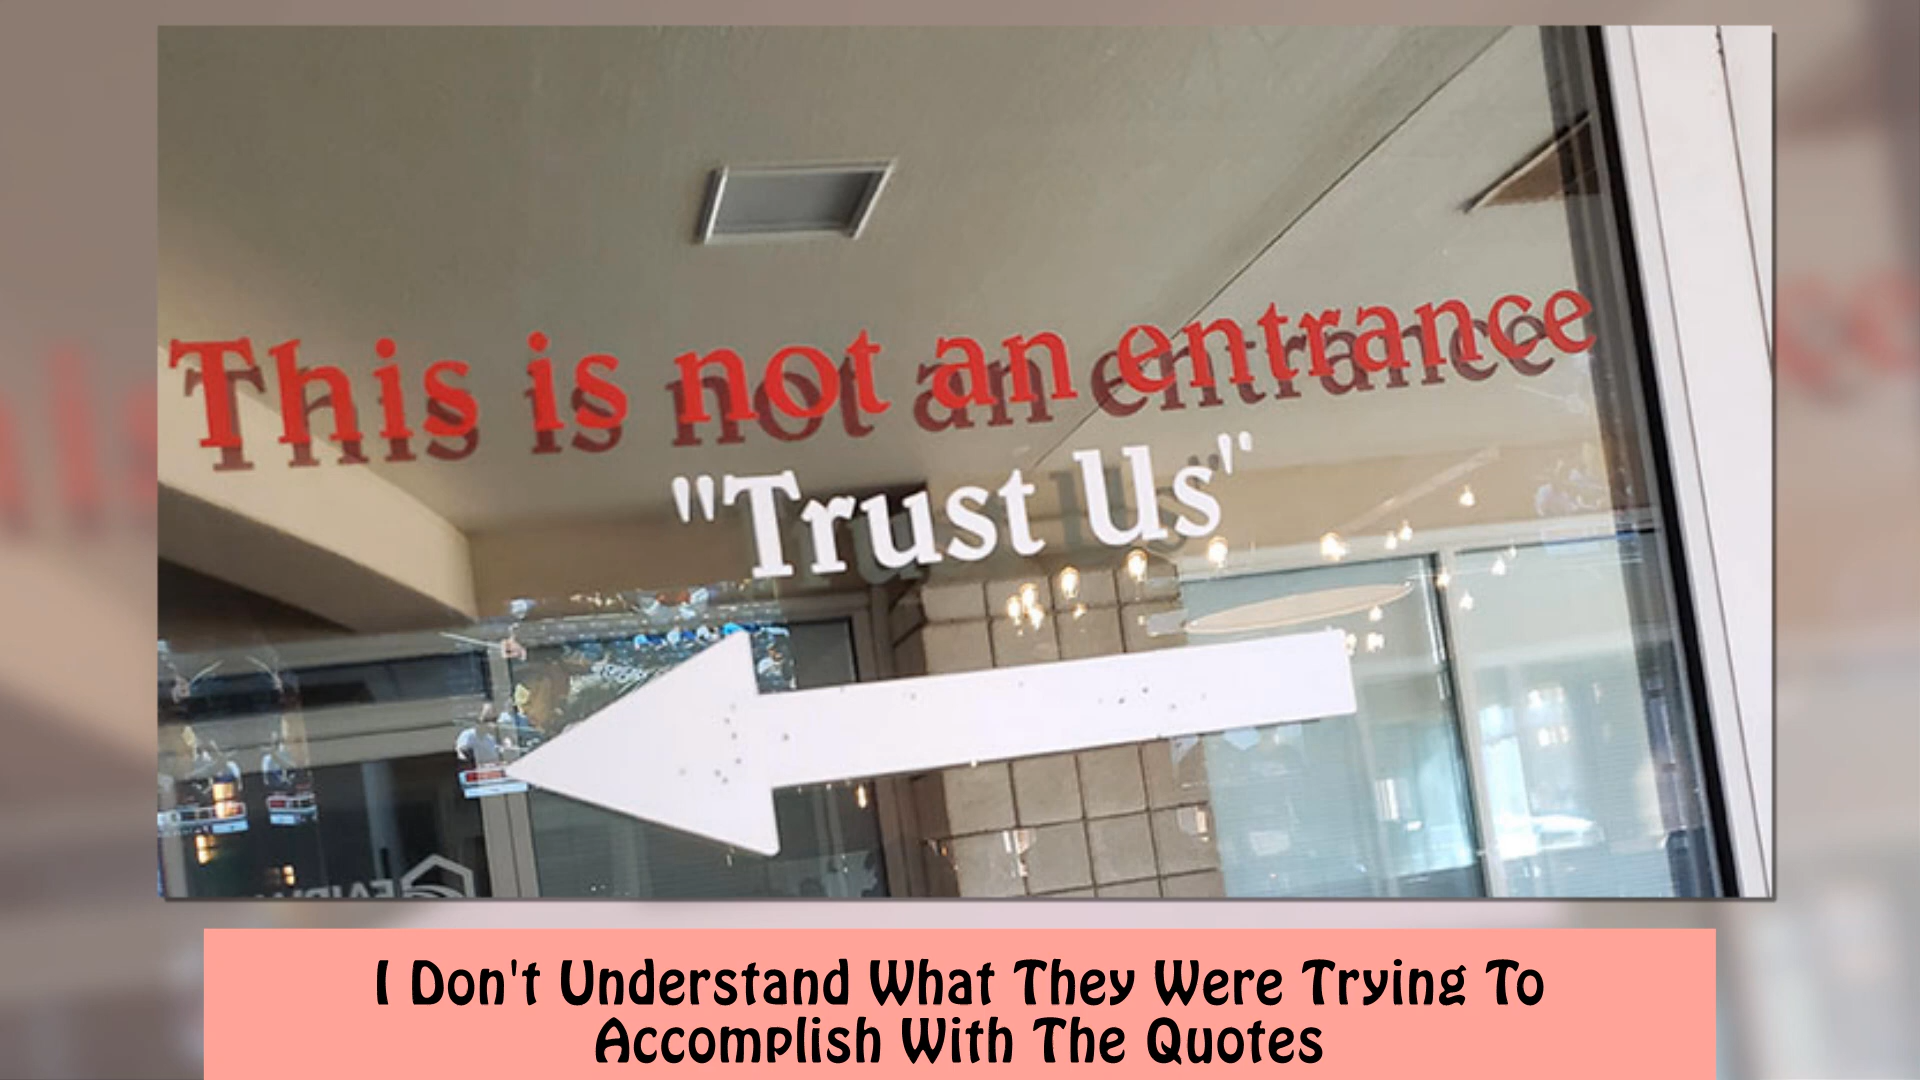 This is not an entrance
"Trust Us"
I Don't Understand What They Were Trying To
Accomplish With The Quotes